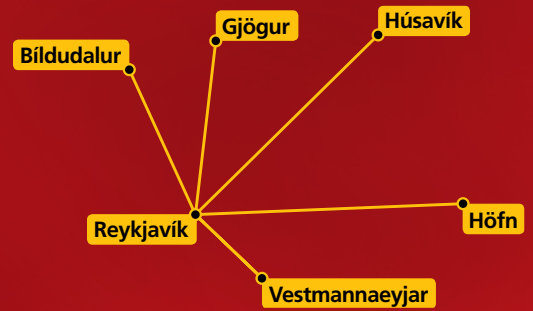 Gjögur
Húsavík
Bíldudalur
Reykjavík
Höfn
Vestmannaeyjar